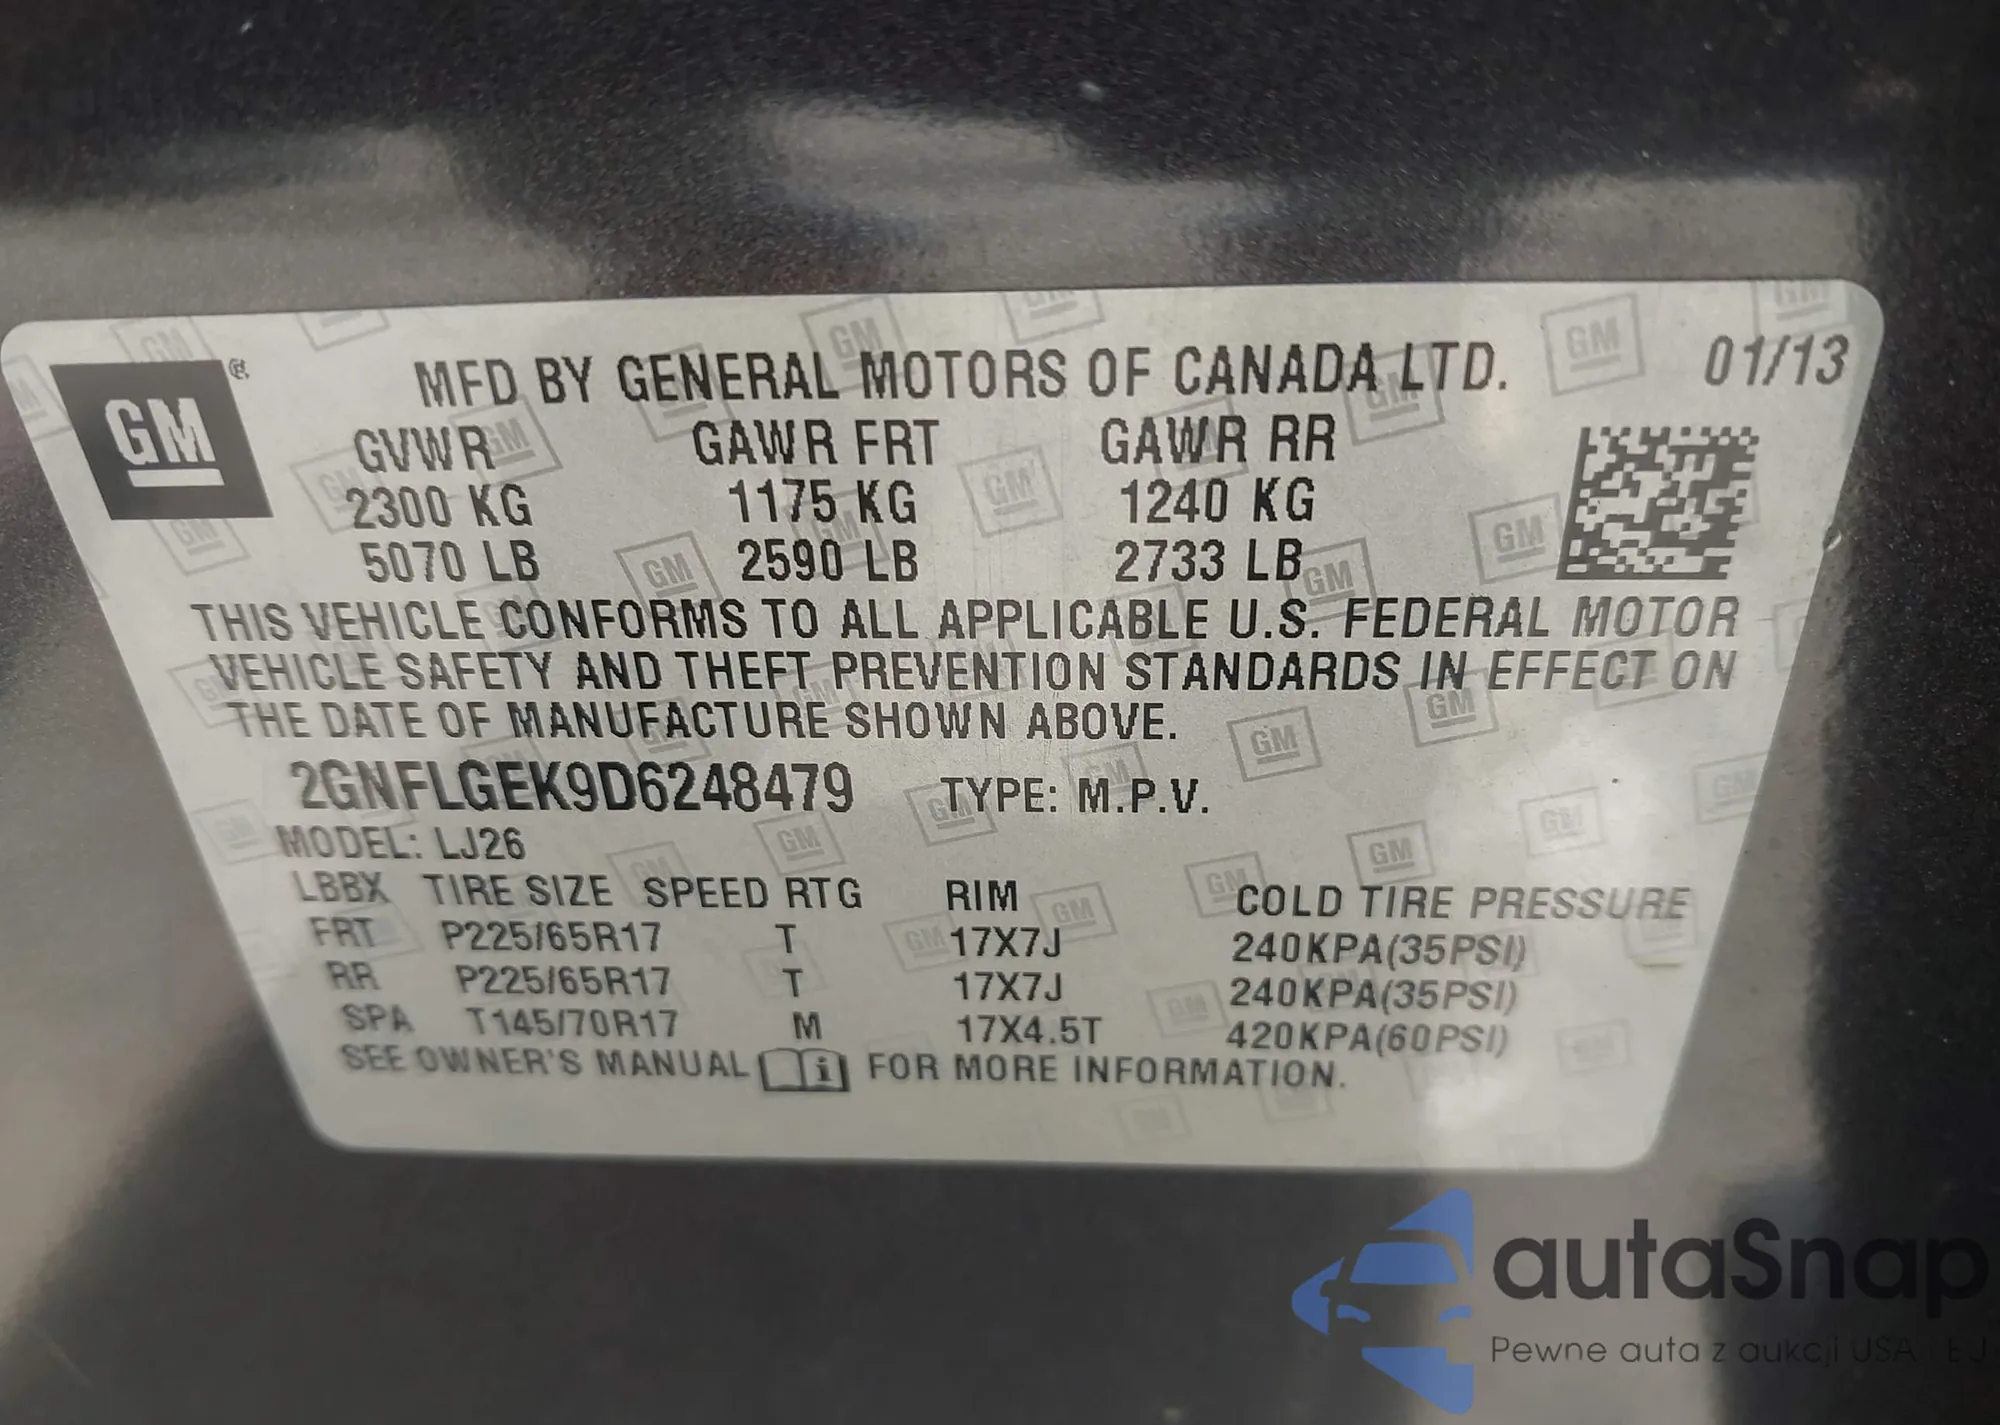 GM ®
MFD BY GENERAL MOTORS OF CANADA LTD. 01/13
GVWR GAWR FRT GAWR RR
2300 KG 1175 KG 1240 KG
5070 LB 2590 LB 2733 LB
THIS VEHICLE CONFORMS TO ALL APPLICABLE U.S. FEDERAL MOTOR
VEHICLE SAFETY AND THEFT PREVENTION STANDARDS IN EFFECT ON
THE DATE OF MANUFACTURE SHOWN ABOVE.
2GNFLGEK9D6248479 TYPE: M.P.V.
MODEL: LJ26
LBBX TIRE SIZE SPEED RTG RIM COLD TIRE PRESSURE
FRT P225/65R17 T 17X7J 240KPA(35PSI)
RR P225/65R17 T 17X7J 240KPA(35PSI)
SPA T145/70R17 M 17X4.5T 420KPA(60PSI)
SEE OWNER'S MANUAL i FOR MORE INFORMATION.
autaSnap
Pewne auta z aukcji USA i EJ